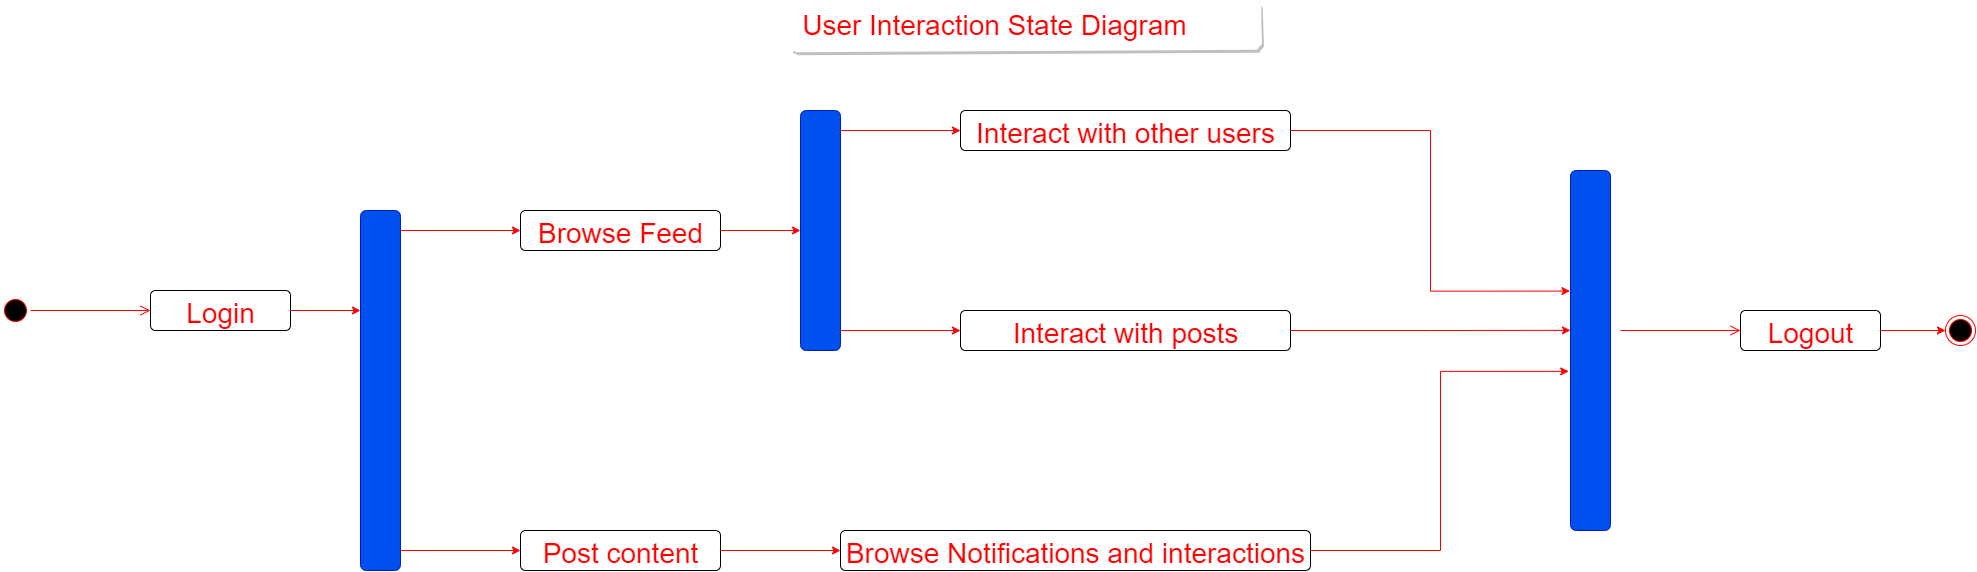 User Interaction State Diagram
Interact with other users
Browse Feed
Login
Interact with posts
Logout
Post content
Browse Notifications and interactions